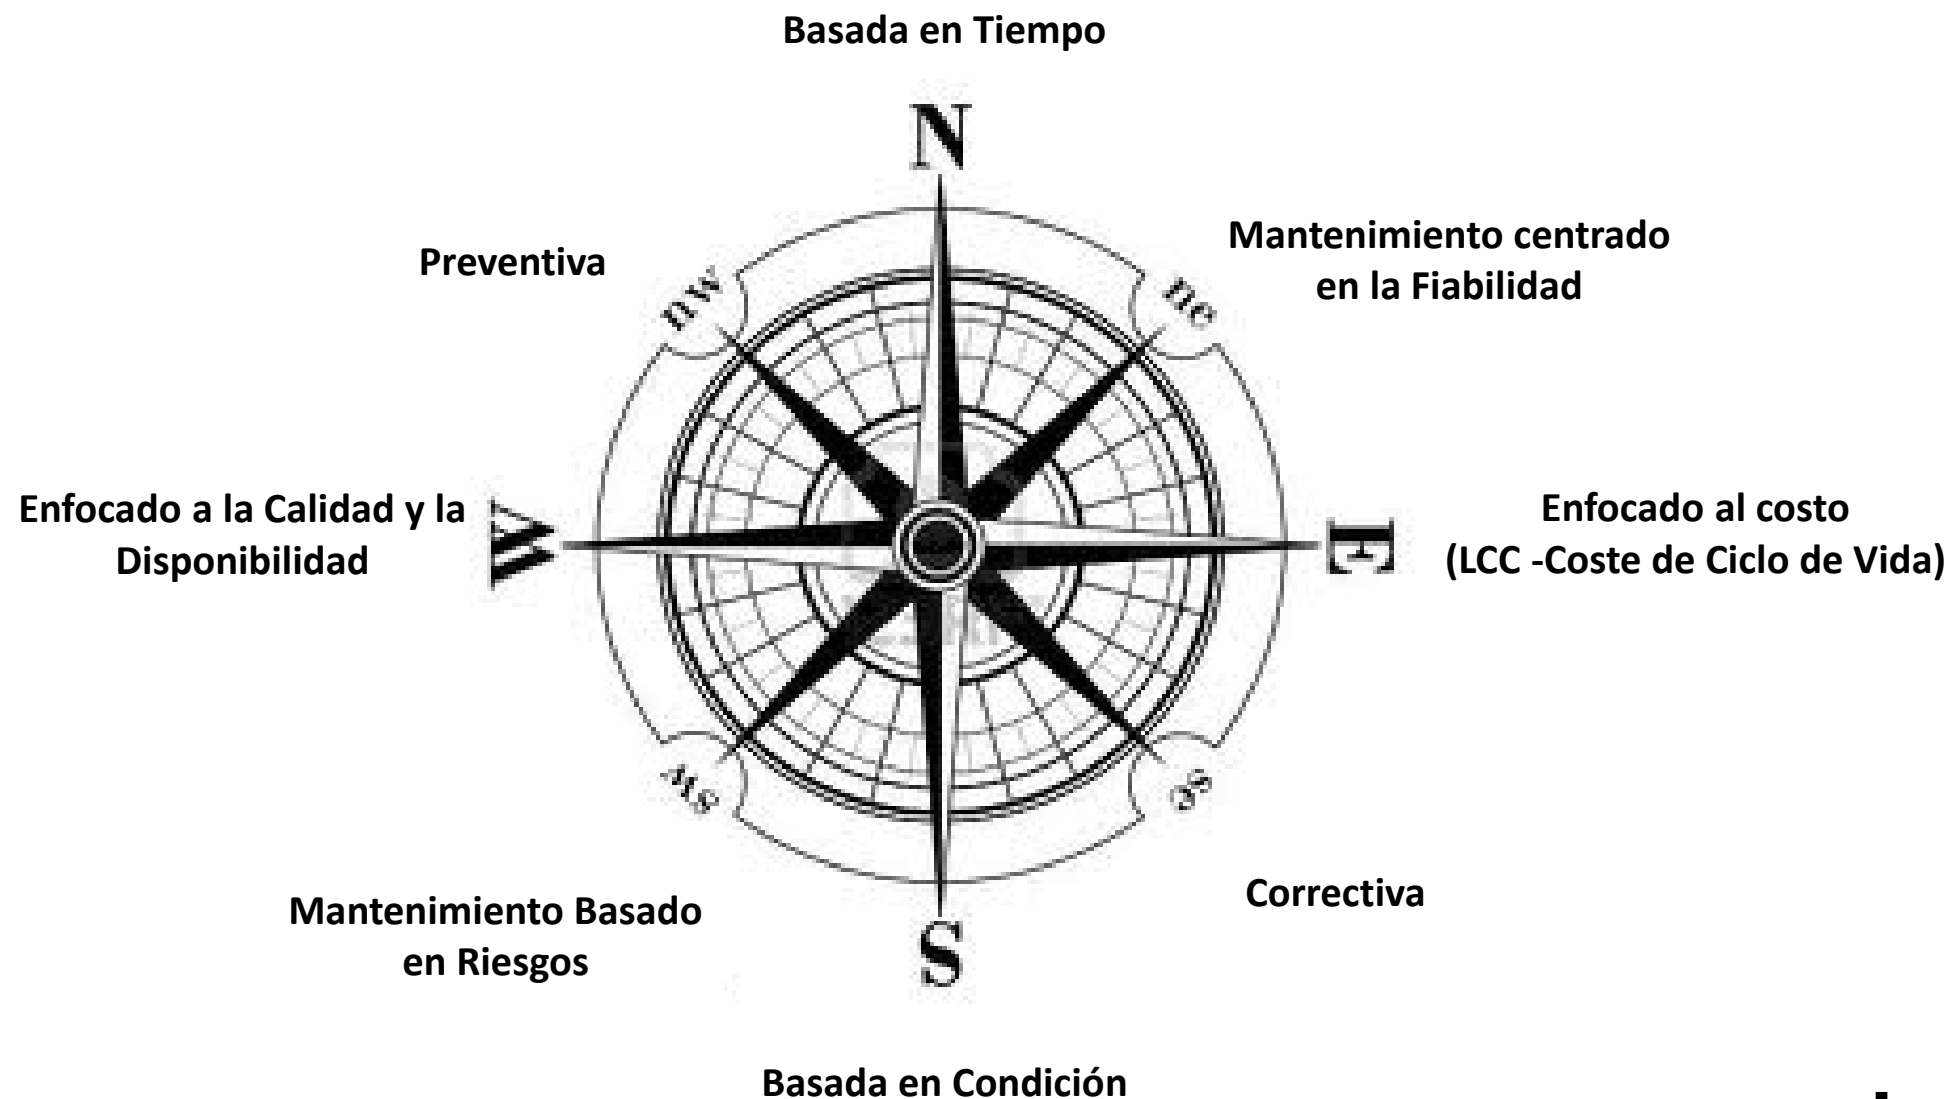 Basada en Tiempo
N
Mantenimiento centrado
en la Fiabilidad
Preventiva
nw
ne
Enfocado a la Calidad y la
Disponibilidad
W
E
Enfocado al costo
(LCC -Coste de Ciclo de Vida)
sw
se
Correctiva
Mantenimiento Basado
en Riesgos
S
Basada en Condición